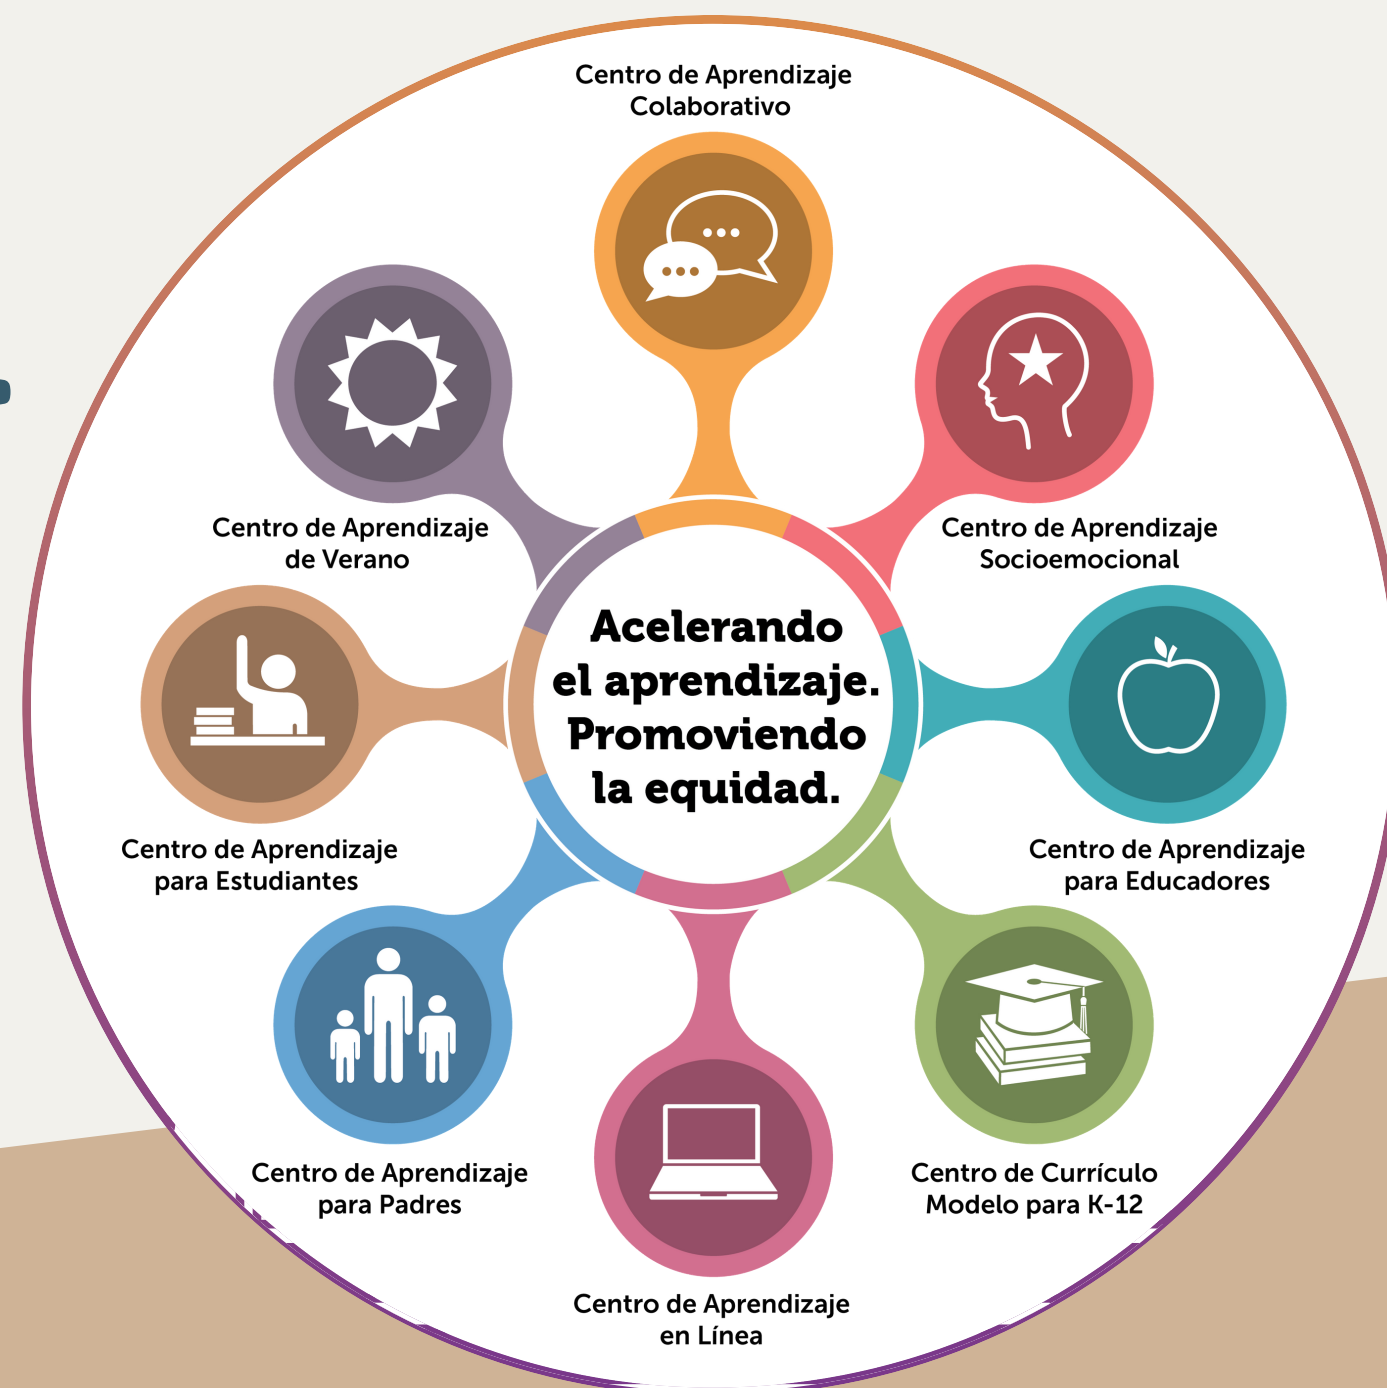 Centro de Aprendizaje
Colaborativo
Centro de Aprendizaje
de Verano
Centro de Aprendizaje
Socioemocional
Acelerando
el aprendizaje.
Promoviendo
la equidad.
Centro de Aprendizaje
para Estudiantes
Centro de Aprendizaje
para Educadores
Centro de Aprendizaje
para Padres
Centro de Currículo
Modelo para K-12
Centro de Aprendizaje
en Línea